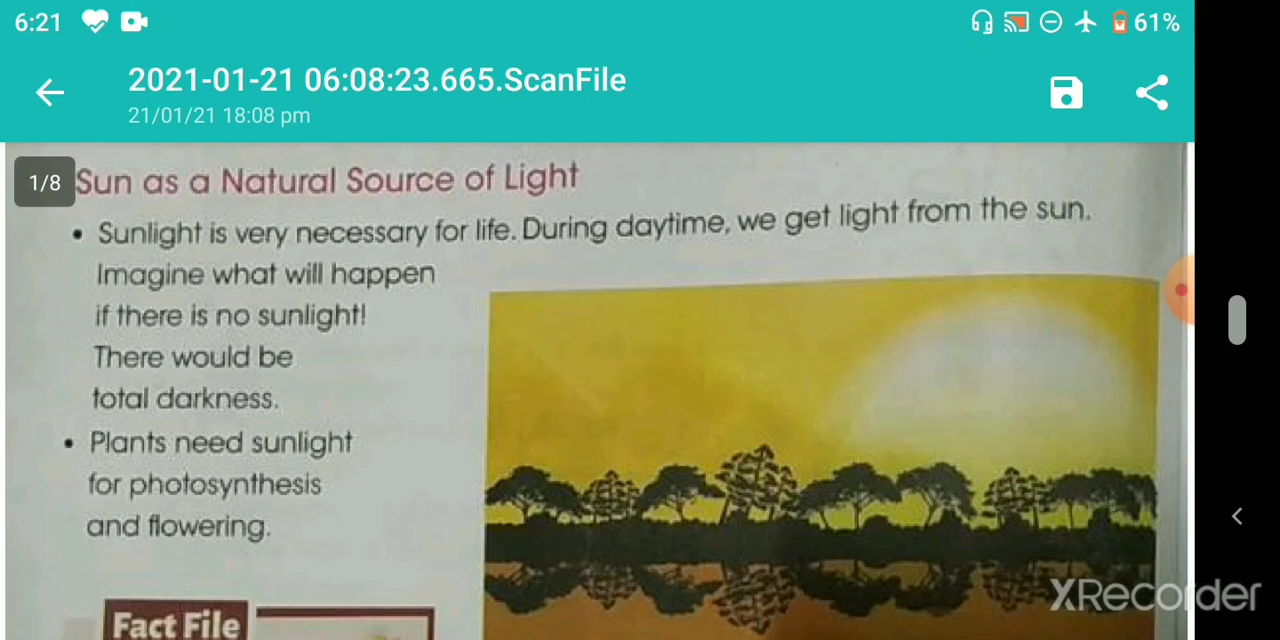 6:21
61%
2021-01-21 06:08:23.665.ScanFile
21/01/21 18:08 pm
1/8
Sun as a Natural Source of Light
• Sunlight is very necessary for life. During daytime, we get light from the sun.
Imagine what will happen
if there is no sunlight!
There would be
total darkness.
• Plants need sunlight
for photosynthesis
and flowering.
Fact File
XRecorder